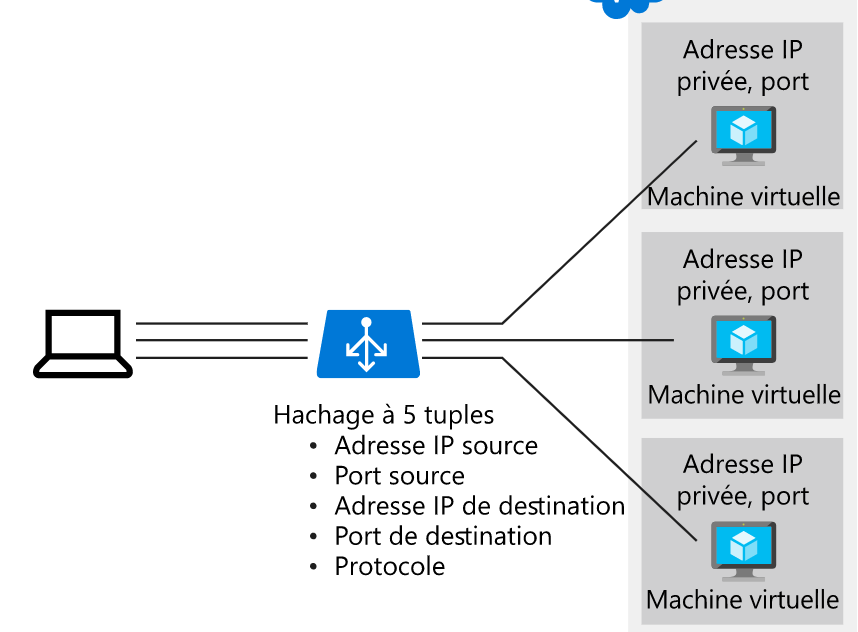 Adresse IP
privée, port
Machine virtuelle
Adresse IP
privée, port
Machine virtuelle
Hachage à 5 tuples
• Adresse IP source
• Port source
• Adresse IP de destination
• Port de destination
• Protocole
Adresse IP
privée, port
Machine virtuelle